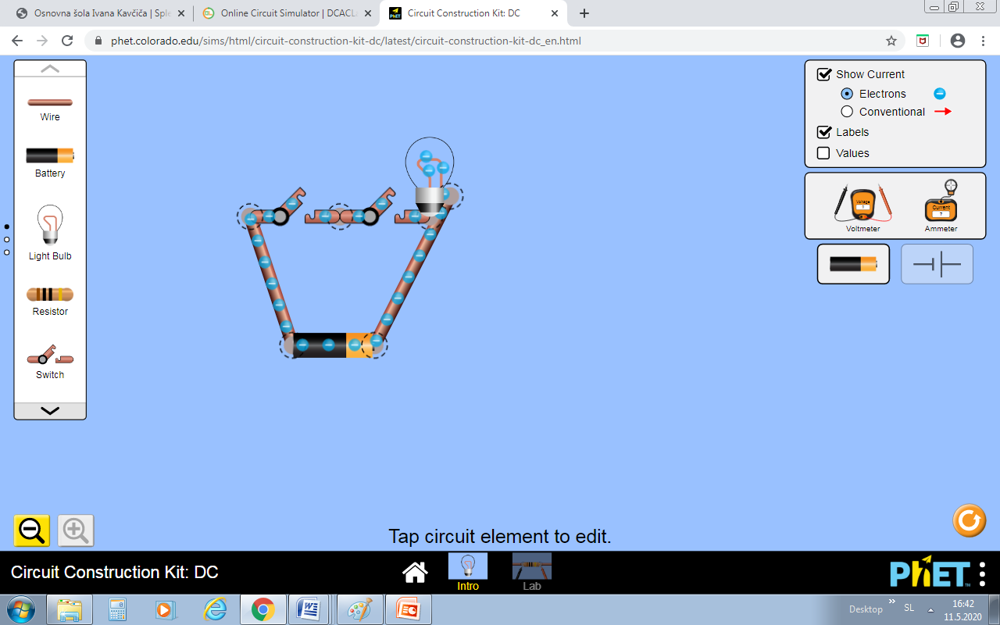 Osnovna šola Ivana Kavčiča | Sple
Online Circuit Simulator | DCACL
Circuit Construction Kit: DC
phet.colorado.edu/sims/html/circuit-construction-kit-dc/latest/circuit-construction-kit-dc_en.html
Wire
Battery
Light Bulb
Resistor
Switch
Show Current
Electrons
Conventional
Labels
Values
Voltage
?
Current
?
Voltmeter
Ammeter
Tap circuit element to edit.
Circuit Construction Kit: DC
Intro
Lab
PhET
Desktop
SL
16:42
11.5.2020